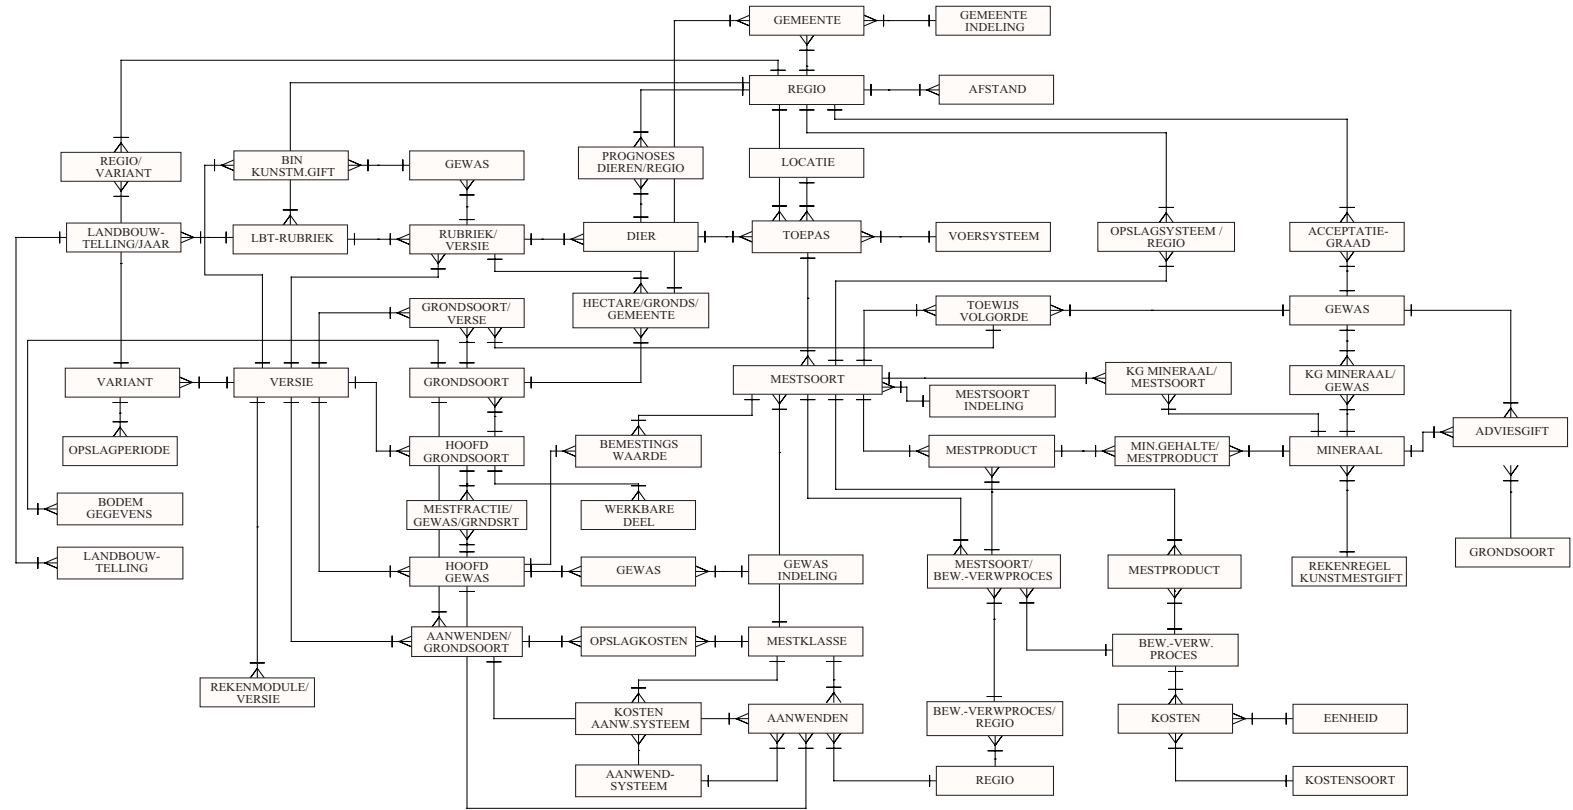 GEMEENTE
GEMEENTE
INDELING
REGIO
AFSTAND
REGIO/
VARIANT
BIN
KUNSTM.GIFT
GEWAS
PROGNOSES
DIEREN/REGIO
LOCATIE
LANDBOUW-
TELLING/JAAR
LBT-RUBRIEK
RUBRIEK/
VERSIE
DIER
TOEPAS
VOERSYSTEEM
OPSLAGSYSTEEM /
REGIO
ACCEPTATIE-
GRAAD
GRONDSOORT/
VERSE
HECTARE/GRONDS/
GEMEENTE
TOEWIJS
VOLGORDE
GEWAS
VARIANT
VERSIE
GRONDSOORT
MESTSOORT
MESTSOORT
INDELING
KG MINERAAL/
MESTSOORT
KG MINERAAL/
GEWAS
OPSLAGPERIODE
HOOFD
GRONDSOORT
BEMESTINGS
WAARDE
MESTPRODUCT
MIN.GEHALTE/
MESTPRODUCT
MINERAAL
ADVIESGIFT
BODEM
GEGEVENS
MESTFRACTIE/
GEWAS/GRNDSRT
WERKBARE
DEEL
LANDBOUW-
TELLING
HOOFD
GEWAS
GEWAS
GEWAS
INDELING
MESTSOORT/
BEW.-VERWPROCES
MESTPRODUCT
REKENREGEL
KUNSTMESTGIFT
GRONDSOORT
AANWENDEN/
GRONDSOORT
OPSLAGKOSTEN
MESTKLASSE
BEW.-VERW.
PROCES
REKENMODULE/
VERSIE
KOSTEN
AANW.SYSTEEM
AANWENDEN
BEW.-VERWPROCES/
REGIO
KOSTEN
EENHEID
AANWEND-
SYSTEEM
REGIO
KOSTENSOORT